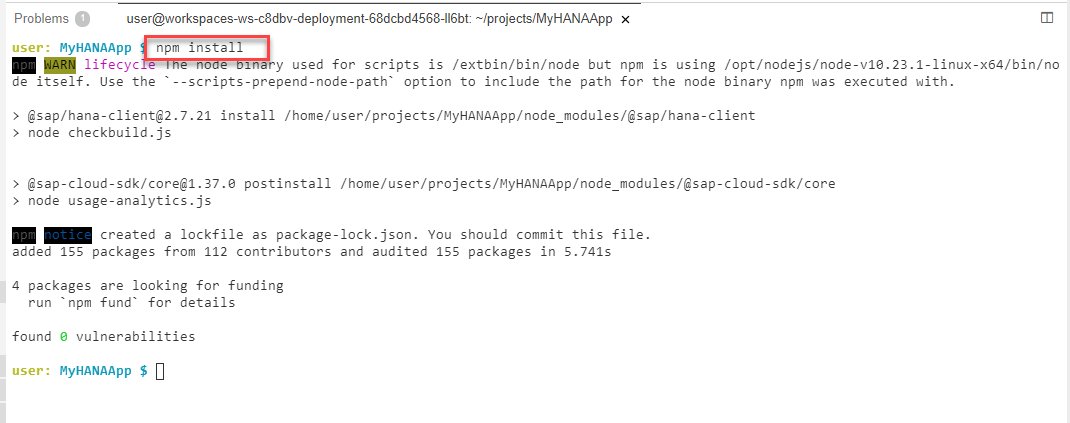 Problems 1 user@workspaces-ws-c8dbv-deployment-68dcbd4568-ll6bt: ~/projects/MyHANAApp ×
user: MyHANAApp $ npm install
npm WARN lifecycle The node binary used for scripts is /extbin/bin/node but npm is using /opt/nodejs/node-v10.23.1-linux-x64/bin/no
de itself. Use the `--scripts-prepend-node-path` option to include the path for the node binary npm was executed with.
> @sap/hana-client@2.7.21 install /home/user/projects/MyHANAApp/node_modules/@sap/hana-client
> node checkbuild.js
> @sap-cloud-sdk/core@1.37.0 postinstall /home/user/projects/MyHANAApp/node_modules/@sap-cloud-sdk/core
> node usage-analytics.js
npm notice created a lockfile as package-lock.json. You should commit this file.
added 155 packages from 112 contributors and audited 155 packages in 5.741s
4 packages are looking for funding
  run `npm fund` for details
found 0 vulnerabilities
user: MyHANAApp $